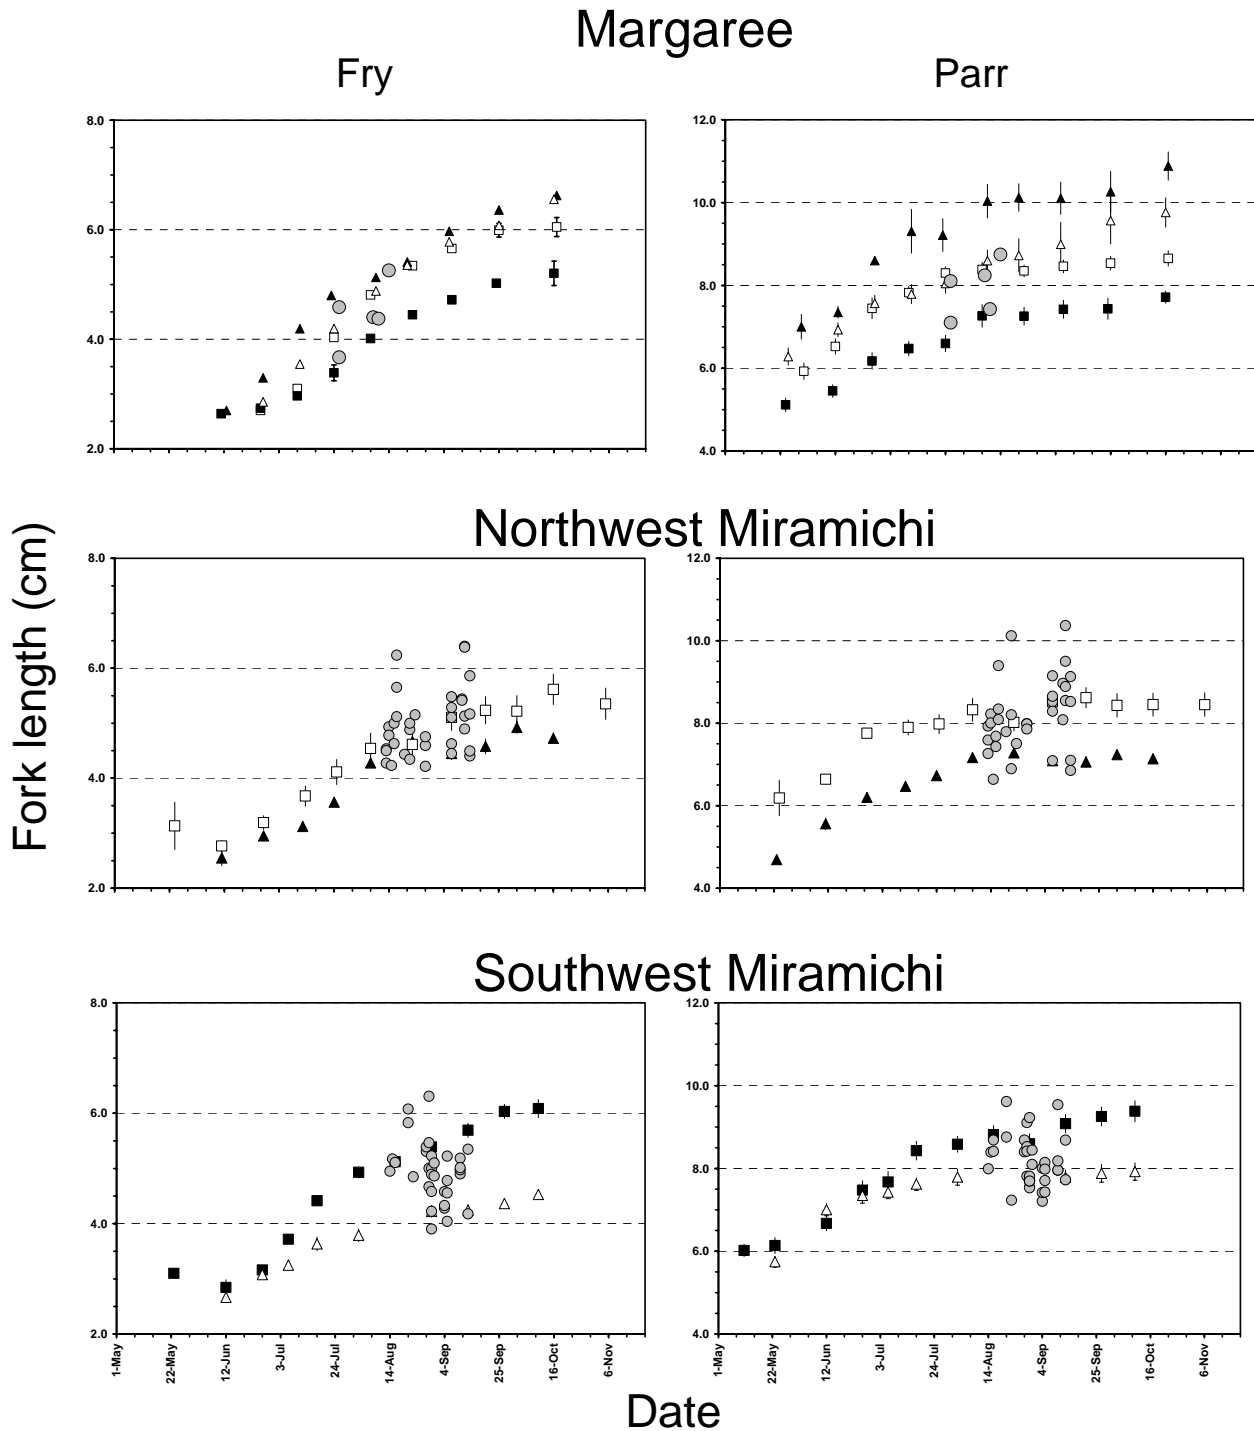 Margaree
Fry Parr
8.0 12.0
10.0
6.0
8.0
4.0
6.0
2.0 4.0
Northwest Miramichi
8.0 12.0
6.0 10.0
8.0
4.0
6.0
2.0 4.0
Fork length (cm)
Southwest Miramichi
8.0 12.0
6.0 10.0
8.0
4.0
6.0
2.0 4.0
1-May 22-May 12-Jun 3-Jul 24-Jul 14-Aug 4-Sep 25-Sep 16-Oct 6-Nov 1-May 22-May 12-Jun 3-Jul 24-Jul 14-Aug 4-Sep 25-Sep 16-Oct 6-Nov
Date